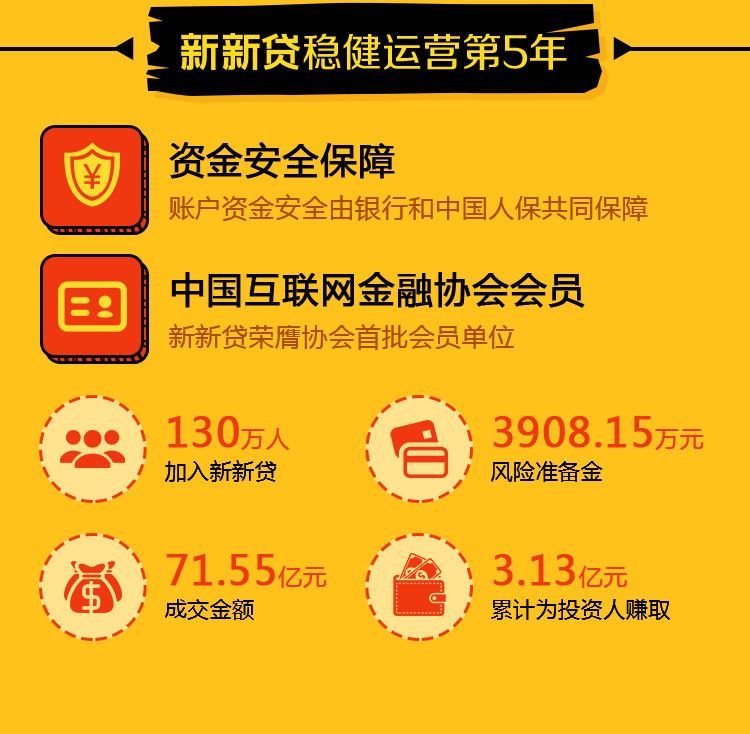 新新贷稳健运营第5年
¥
资金安全保障
账户资金安全由银行和中国人保共同保障
中国互联网金融协会会员
新新贷荣膺协会首批会员单位
130万人
加入新新贷
3908.15万元
风险准备金
$
71.55亿元
成交金额
3.13亿元
累计为投资人赚取